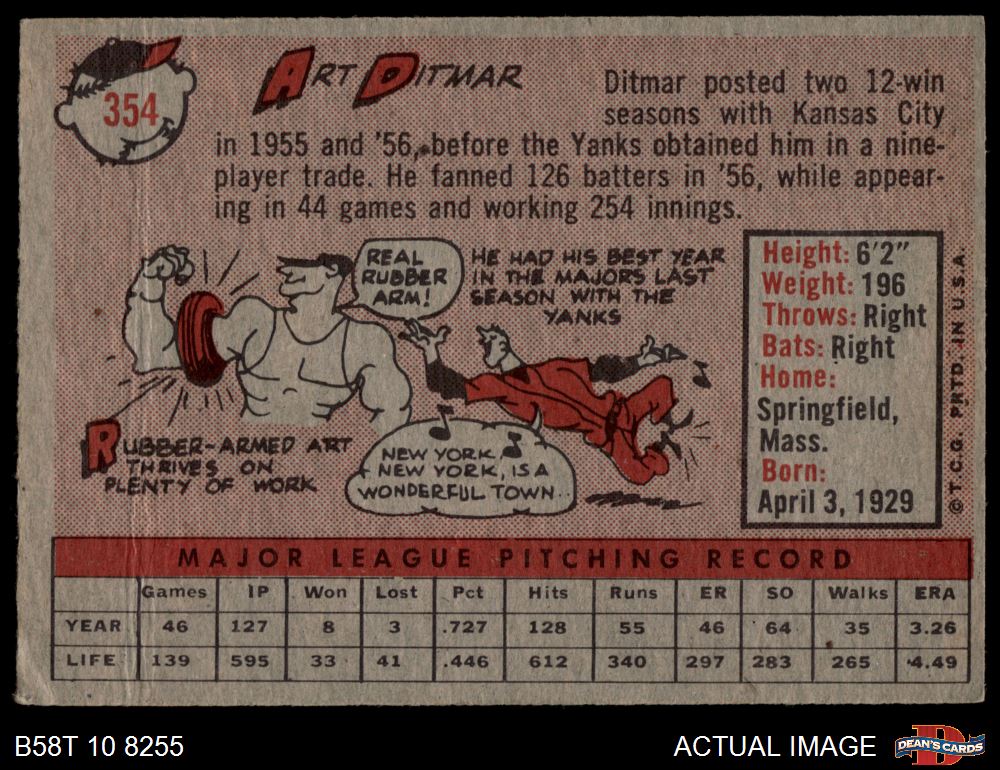 354
ART DITMAR
Ditmar posted two 12-win
seasons with Kansas City
in 1955 and '56, before the Yanks obtained him in a nine-
player trade. He fanned 126 batters in '56, while appear-
ing in 44 games and working 254 innings.
REAL
RUBBER
ARM!
HE HAD HIS BEST YEAR
IN THE MAJORS LAST
SEASON WITH THE
YANKS
RUBBER-ARMED ART
THRIVES ON
PLENTY OF WORK
NEW YORK
NEW YORK, IS A
WONDERFUL TOWN..
Height: 6'2"
Weight: 196
Throws: Right
Bats: Right
Home:
Springfield,
Mass.
Born:
April 3, 1929
©T.C.G. PRTD. IN U.S.A.
MAJOR LEAGUE PITCHING RECORD
Games IP Won Lost Pct Hits Runs ER SO Walks ERA
YEAR 46 127 8 3 .727 128 55 46 64 35 3.26
LIFE 139 595 33 41 .446 612 340 297 283 265 4.49
B58T 10 8255
ACTUAL IMAGE
D
DEAN'S CARDS